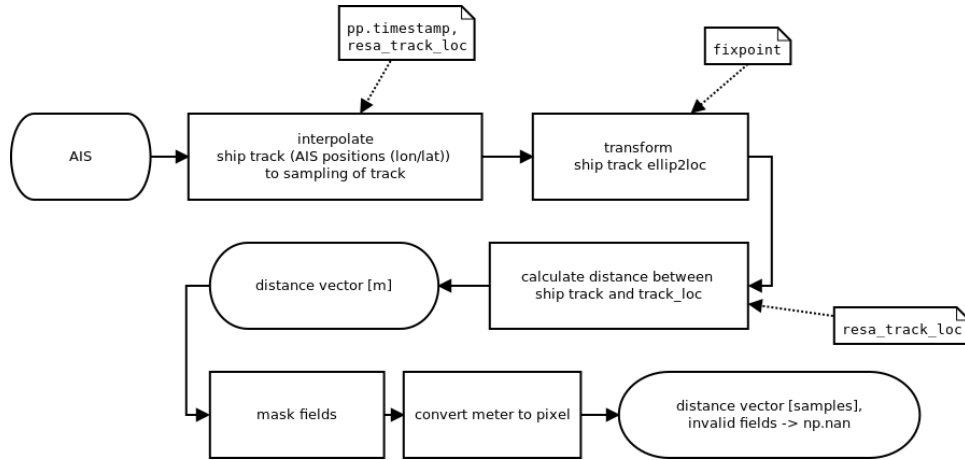 pp.timestamp,
resa_track_loc
fixpoint
AIS
interpolate
ship track (AIS positions (lon/lat))
to sampling of track
transform
ship track ellip2loc
distance vector [m]
calculate distance between
ship track and track_loc
resa_track_loc
mask fields
convert meter to pixel
distance vector [samples],
invalid fields -> np.nan